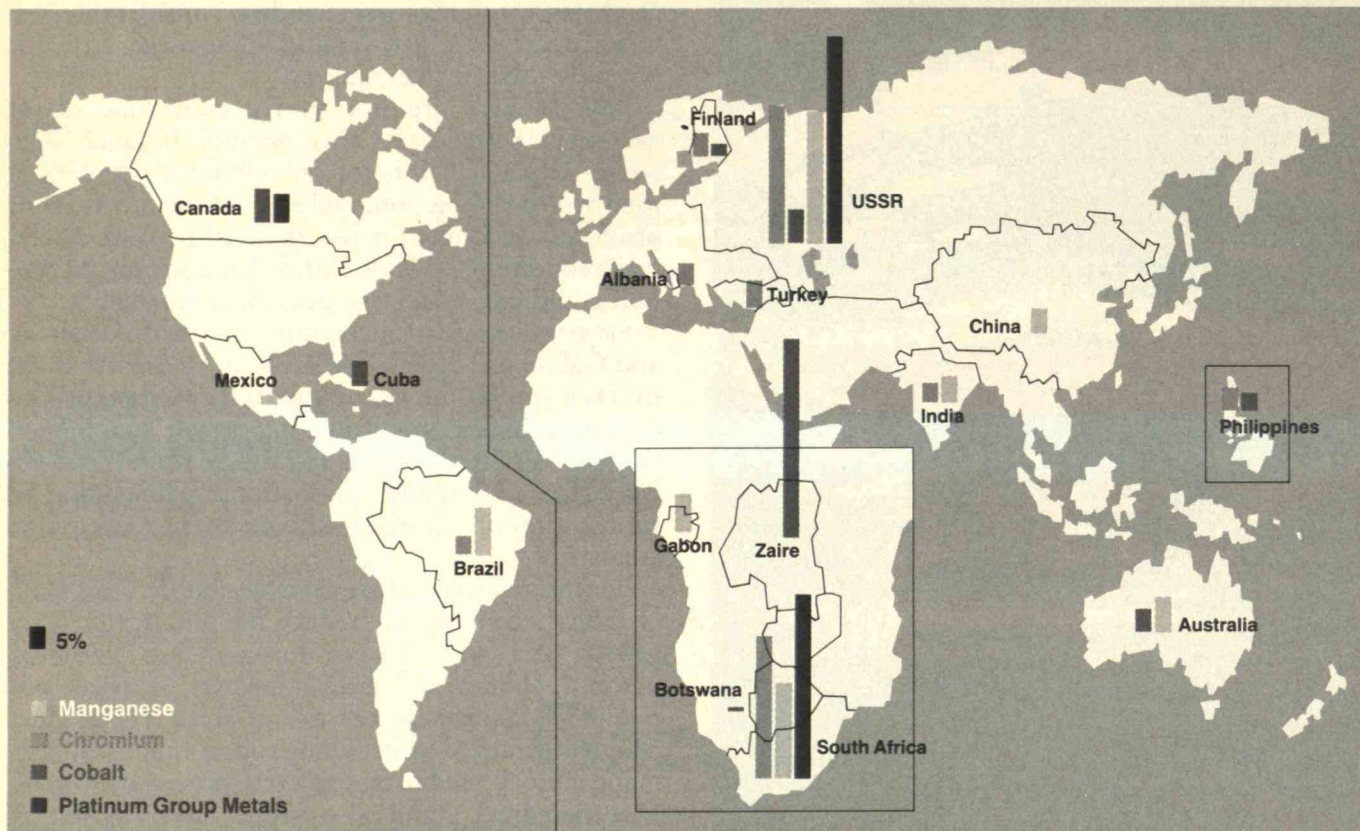 Finland
Canada
USSR
Albania
Turkey
China
Mexico
Cuba
India
Philippines
Gabon
Zaire
Brazil
Australia
5%
Botswana
Manganese
Chromium
South Africa
Cobalt
Platinum Group Metals